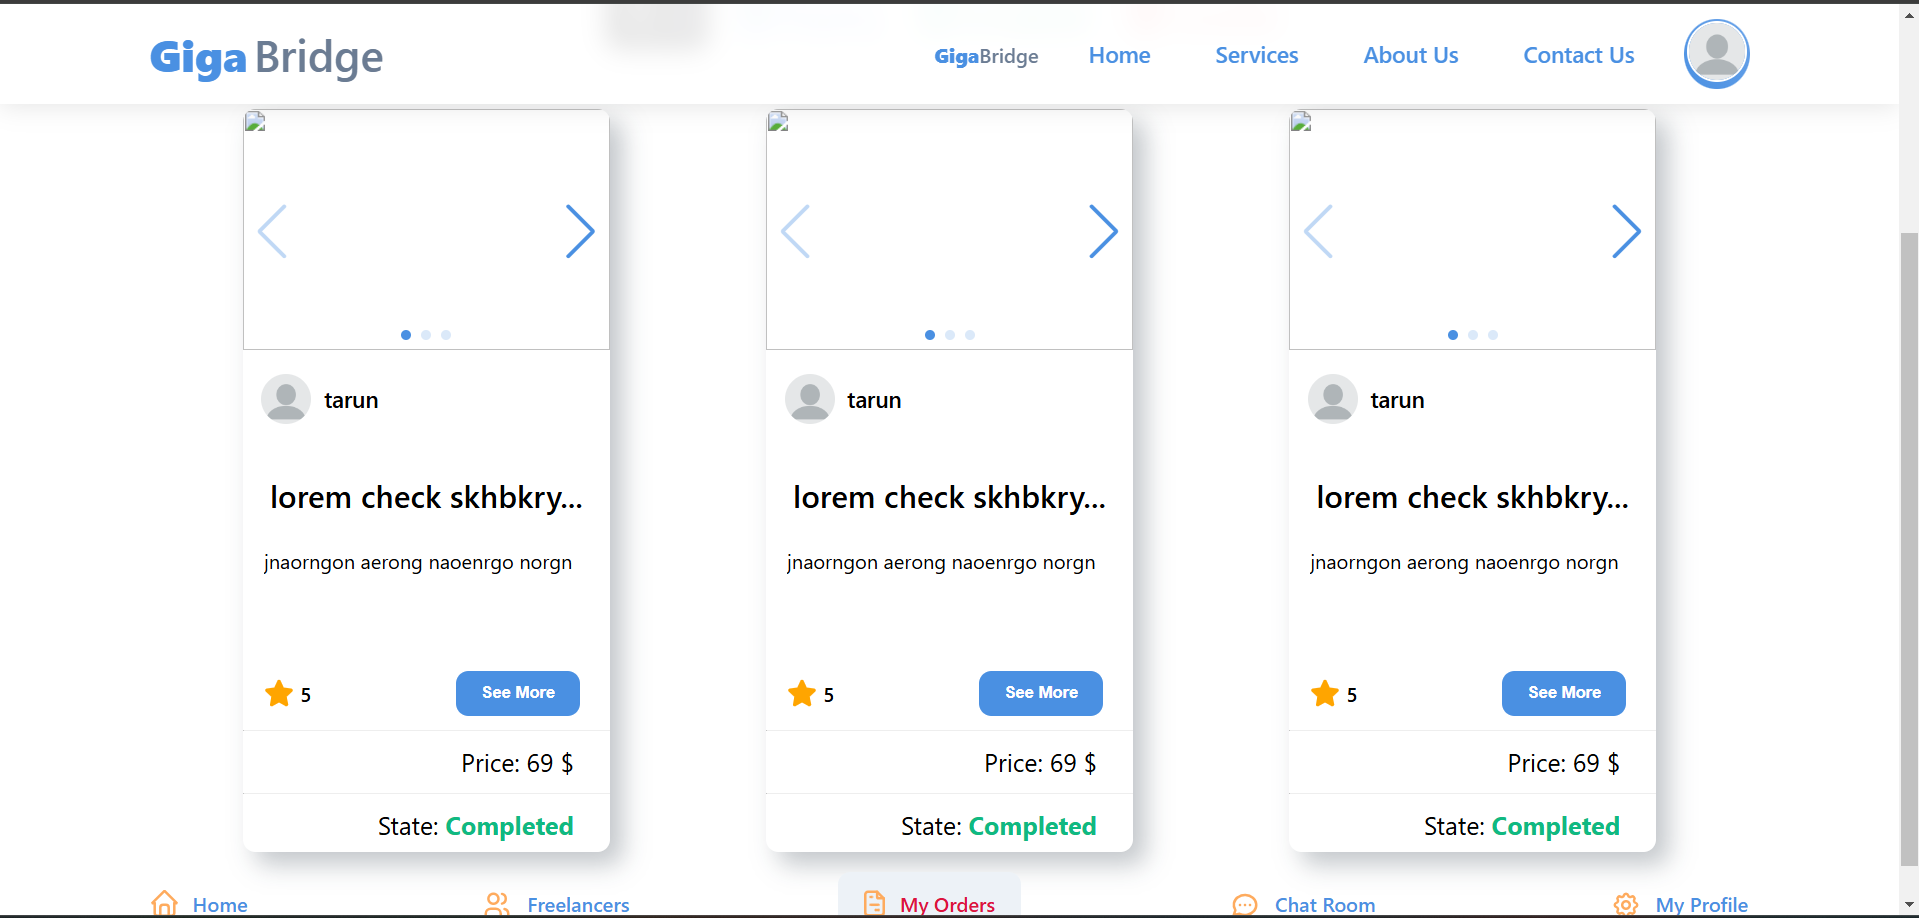 Giga Bridge
GigaBridge Home Services About Us Contact Us
tarun tarun tarun
lorem check skhbkry... lorem check skhbkry... lorem check skhbkry...
jnaorngon aerong naoenrgo norgn jnaorngon aerong naoenrgo norgn jnaorngon aerong naoenrgo norgn
5 See More 5 See More 5 See More
Price: 69 $ Price: 69 $ Price: 69 $
State: Completed State: Completed State: Completed
Home Freelancers My Orders Chat Room My Profile